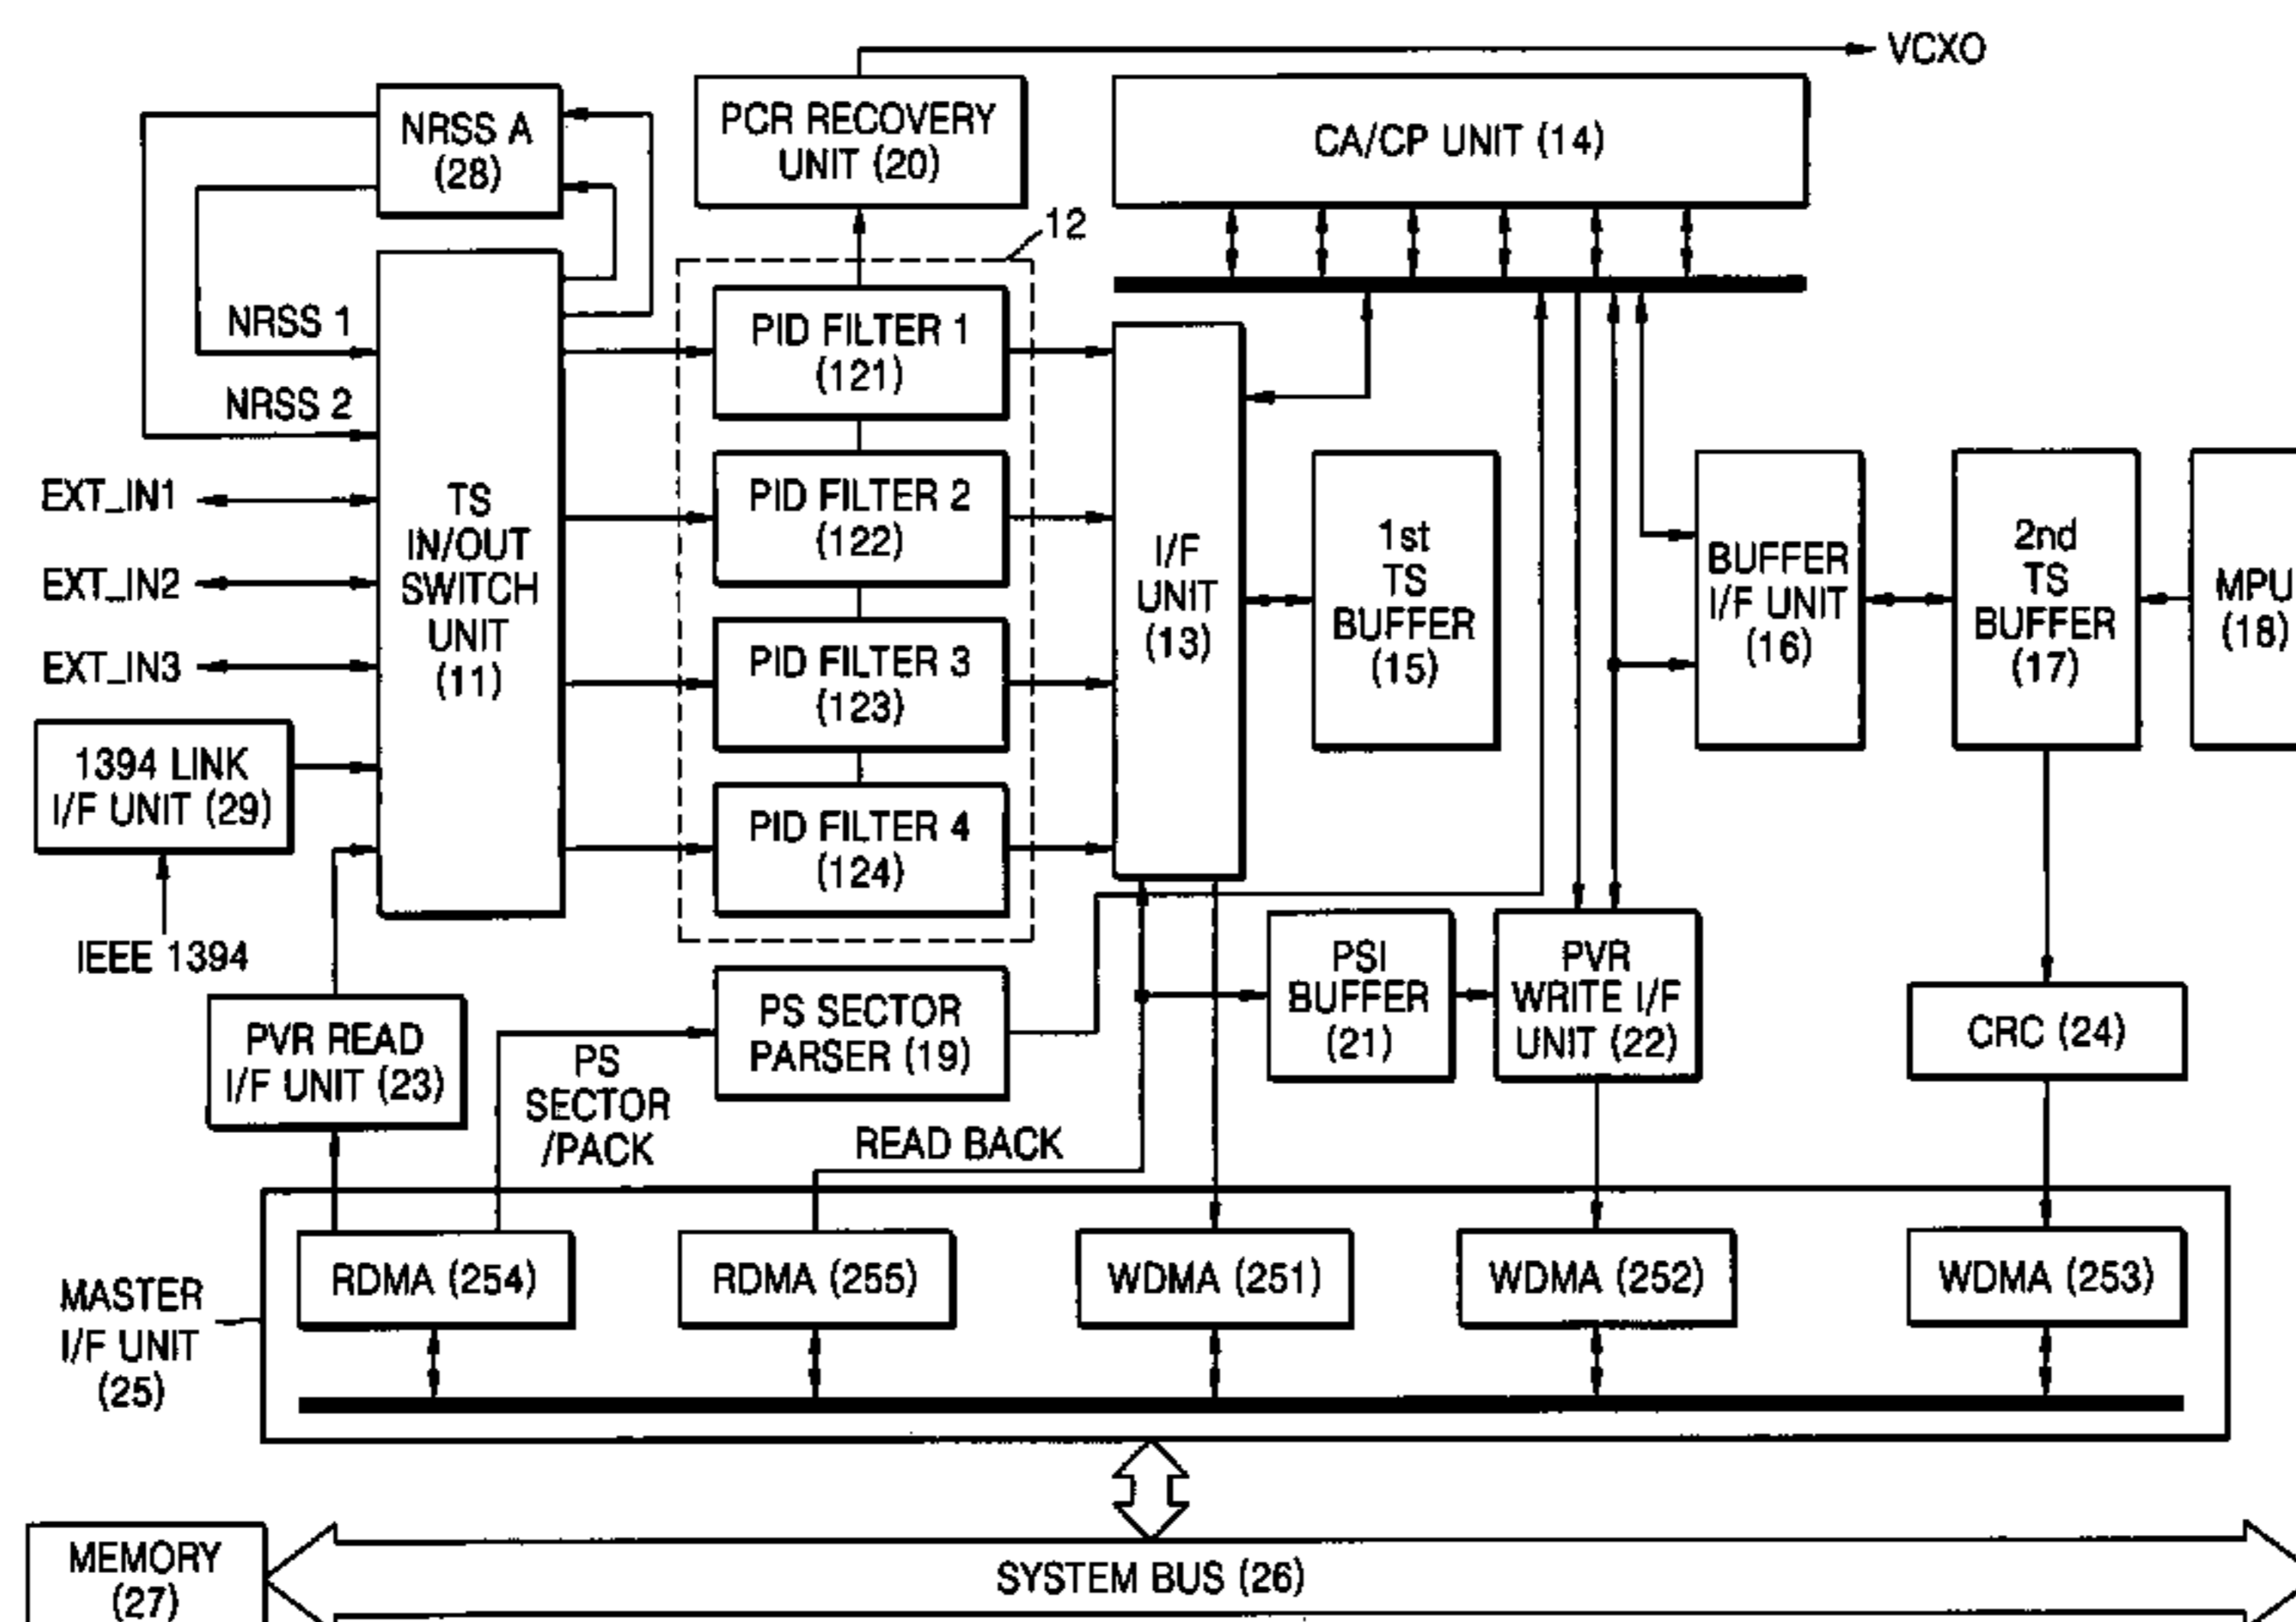 VCXO
NRSS A
(28)
PCR RECOVERY
UNIT (20)
CA/CP UNIT (14)
12
NRSS 1
NRSS 2
EXT_IN1
EXT_IN2
EXT_IN3
TS
IN/OUT
SWITCH
UNIT
(11)
PID FILTER 1
(121)
PID FILTER 2
(122)
PID FILTER 3
(123)
PID FILTER 4
(124)
I/F
UNIT
(13)
1st
TS
BUFFER
(15)
BUFFER
I/F UNIT
(16)
2nd
TS
BUFFER
(17)
MPU
(18)
1394 LINK
I/F UNIT (29)
IEEE 1394
PVR READ
I/F UNIT (23)
PS
SECTOR
/PACK
PS SECTOR
PARSER (19)
READ BACK
PSI
BUFFER
(21)
PVR
WRITE I/F
UNIT (22)
CRC (24)
MASTER
I/F UNIT
(25)
RDMA (254)
RDMA (255)
WDMA (251)
WDMA (252)
WDMA (253)
MEMORY
(27)
SYSTEM BUS (26)